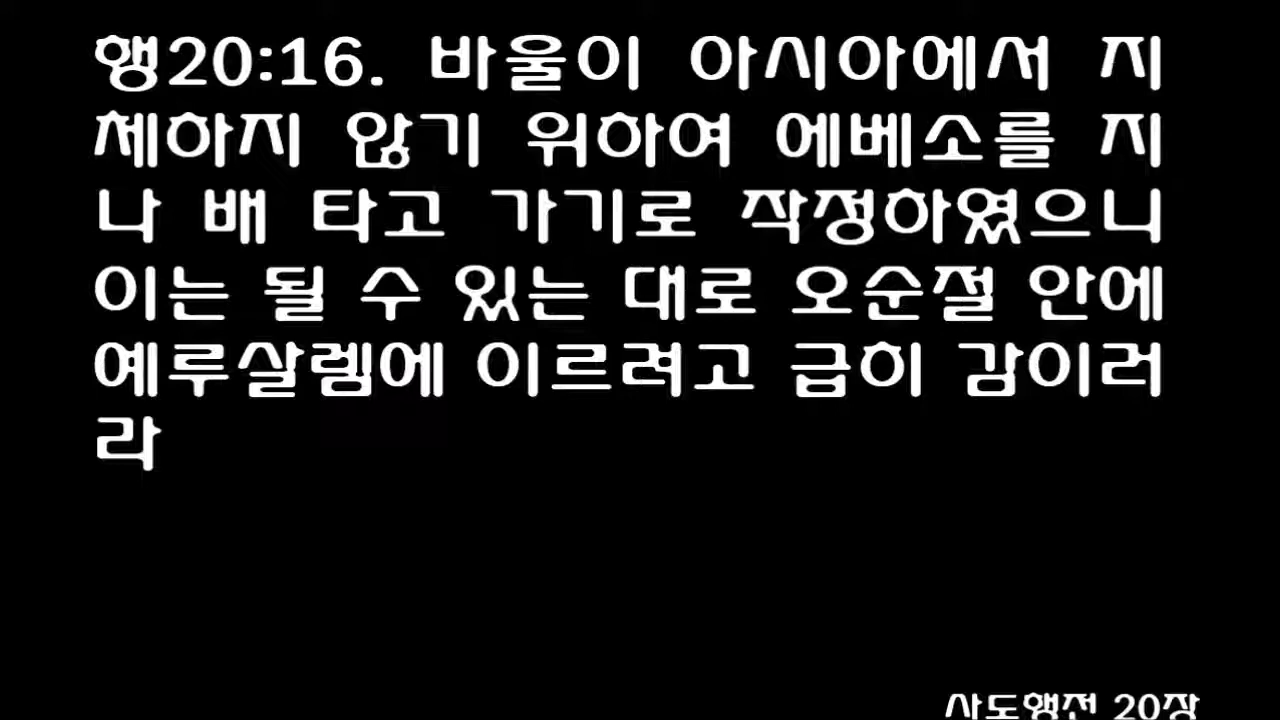 행20:16. 바울이 아시아에서 지
체하지 않기 위하여 에베소를 지
나 배 타고 가기로 작정하였으니
이는 될 수 있는 대로 오순절 안에
예루살렘에 이르려고 급히 감이러
라
사도행전 20장